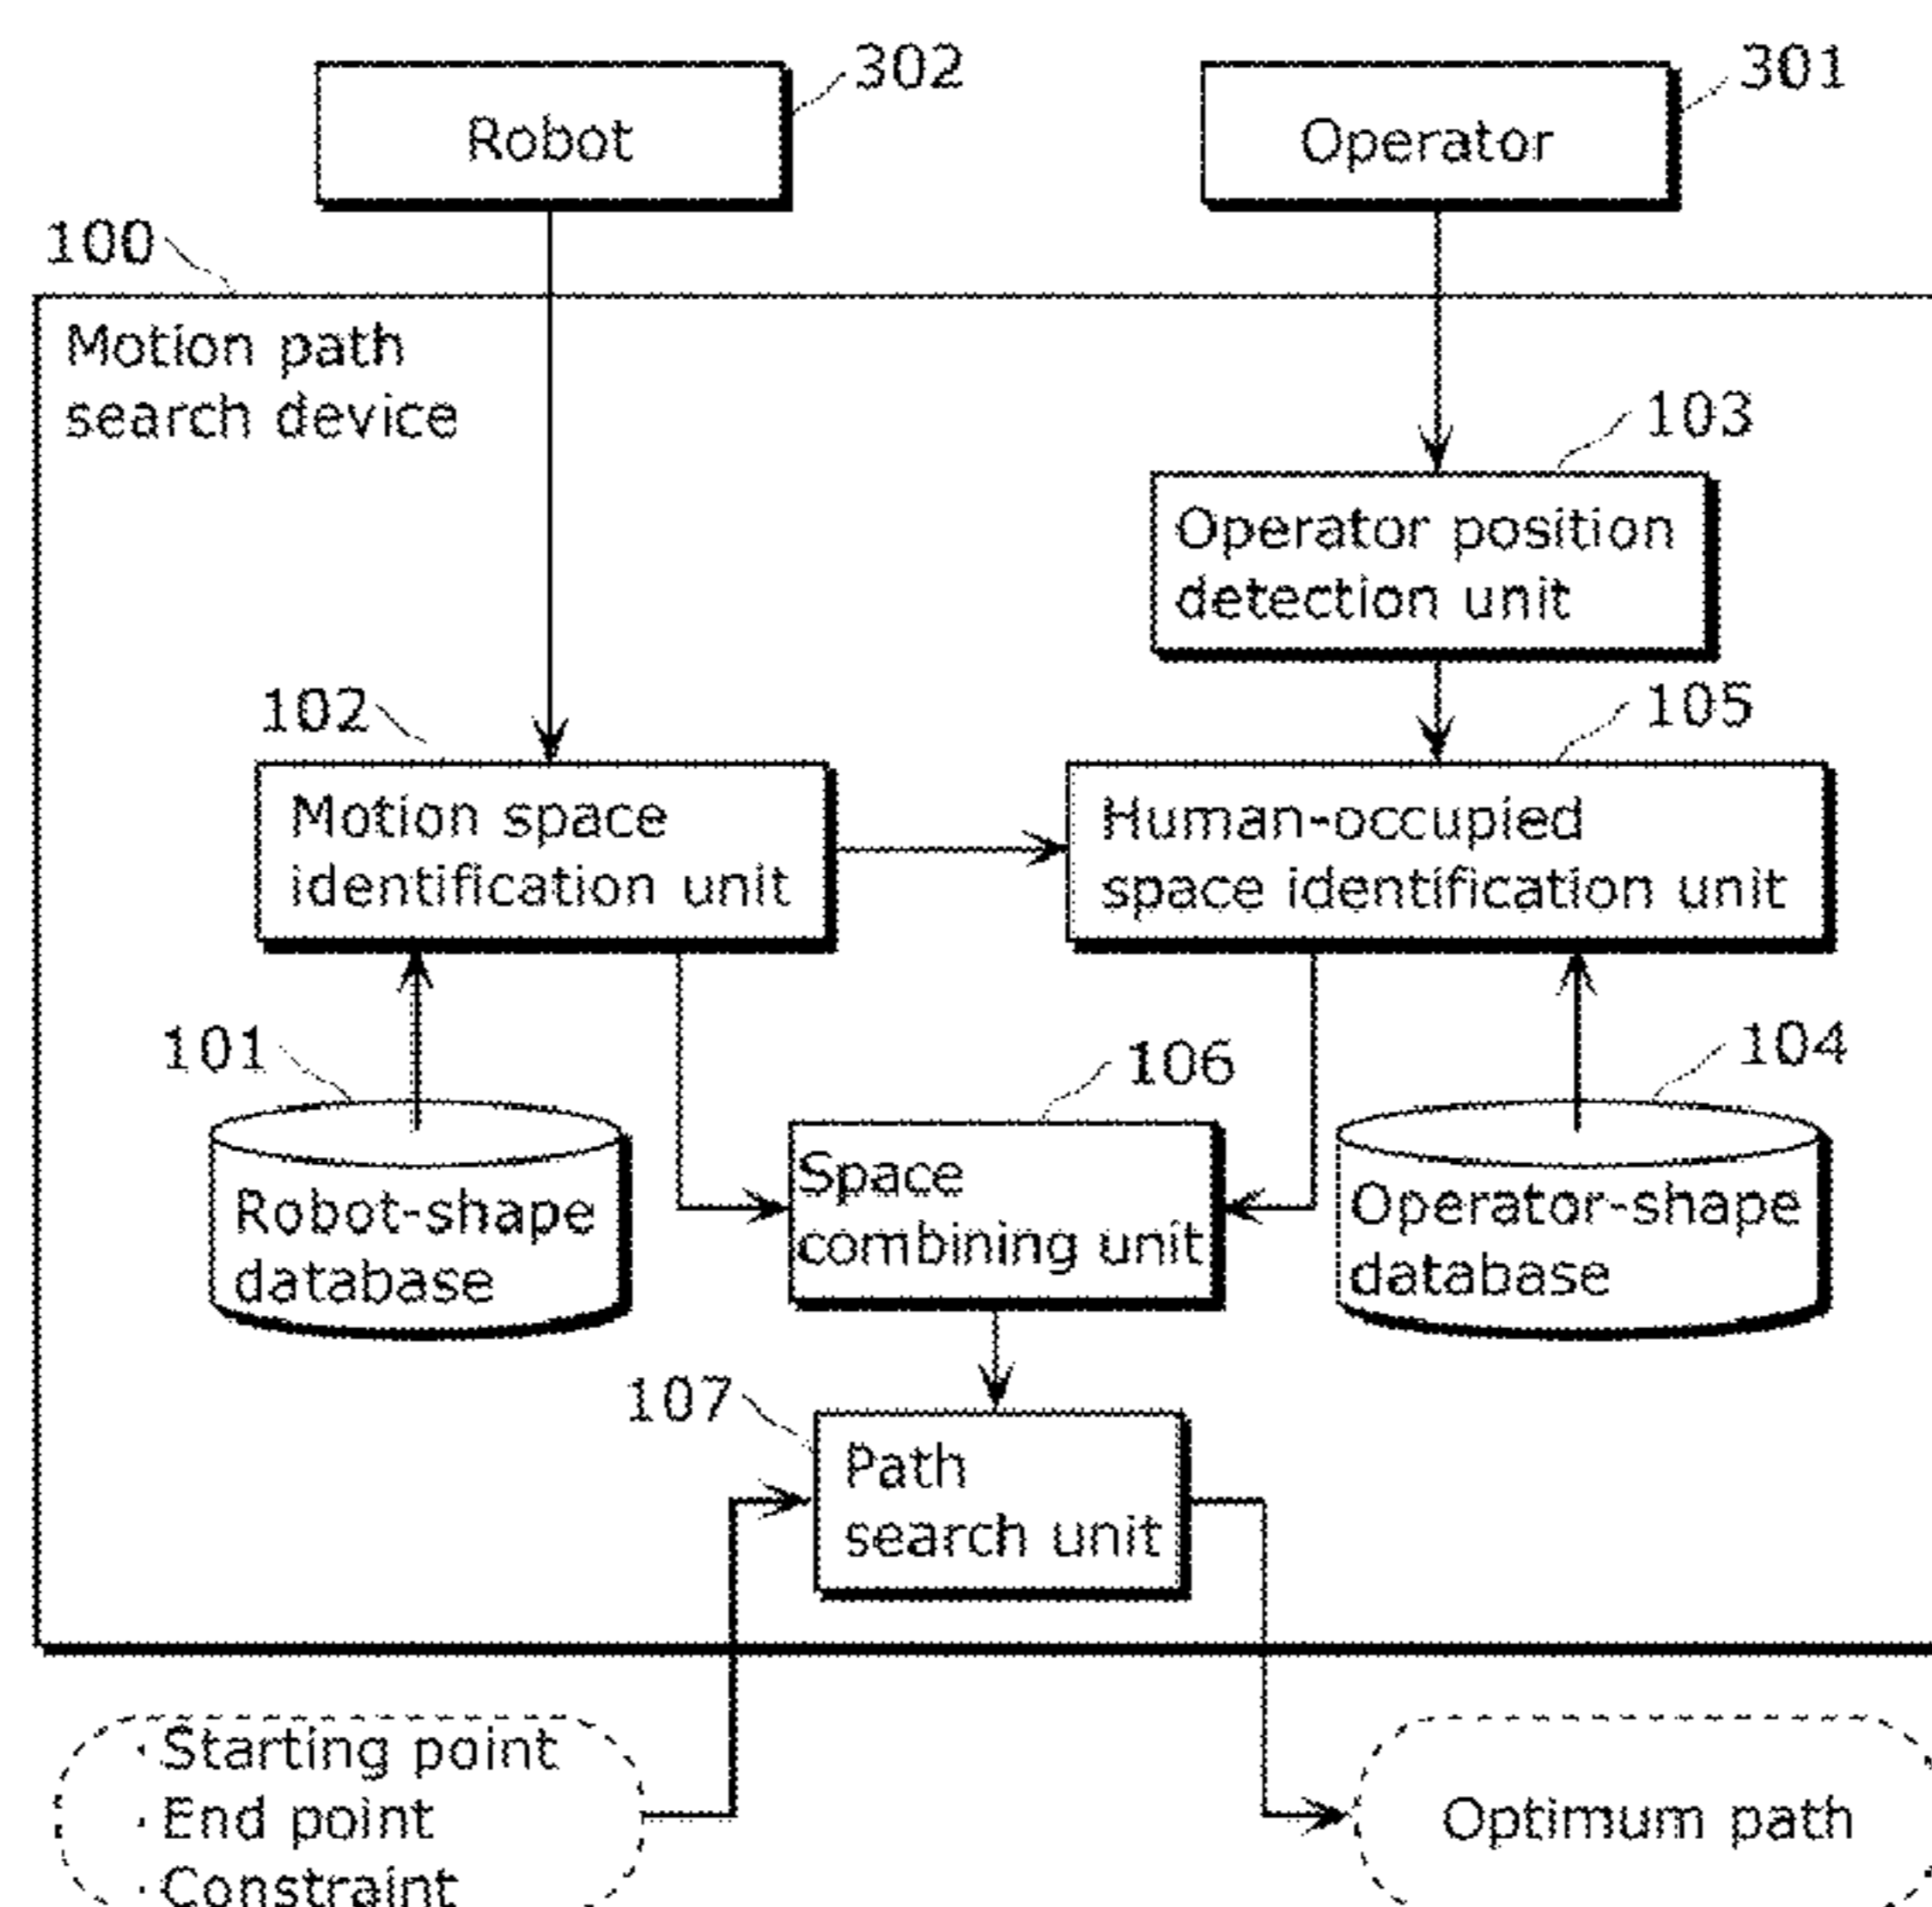 302
301
Robot
Operator
100
Motion path
search device
103
Operator position
detection unit
102
105
Motion space
identification unit
Human-occupied
space identification unit
101
106
104
Robot-shape
database
Space
combining unit
Operator-shape
database
107
Path
search unit
· Starting point
· End point
· Constraint
Optimum path